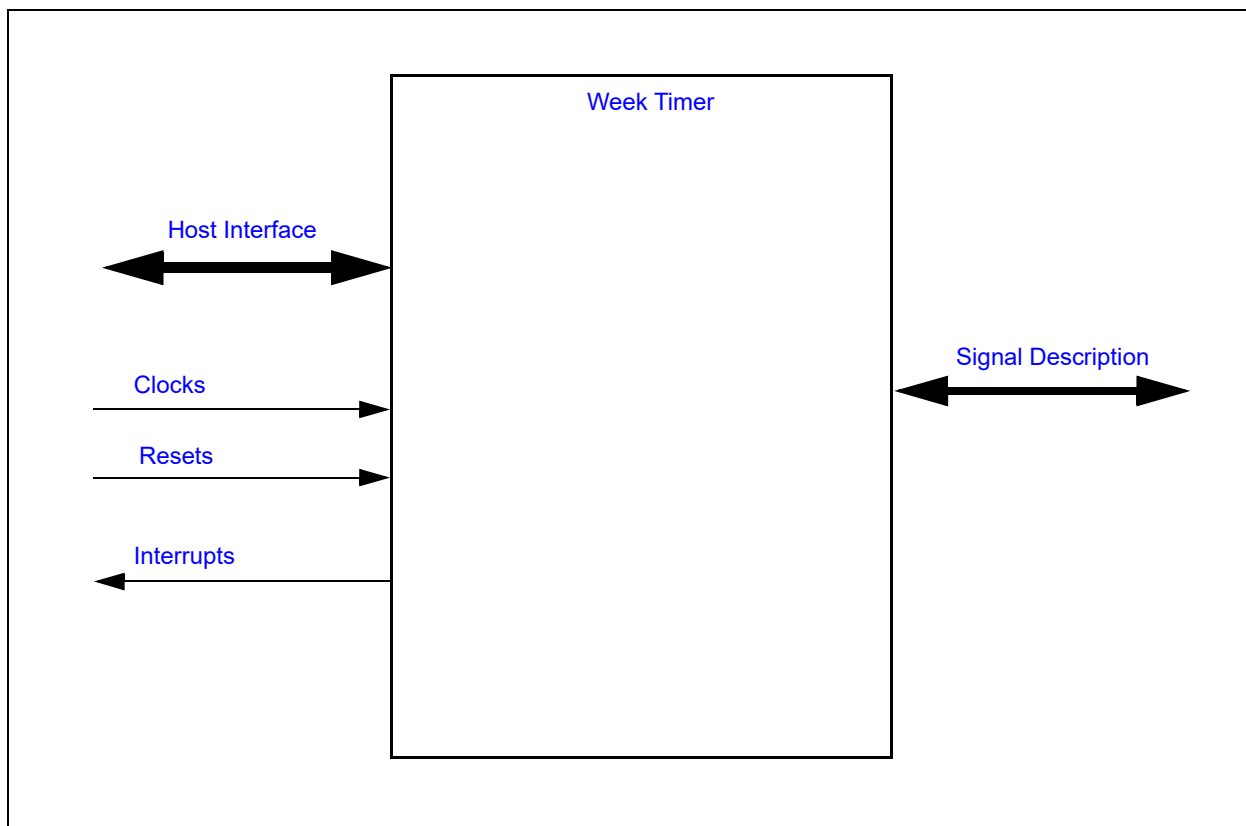 Week Timer
Host Interface
Signal Description
Clocks
Resets
Interrupts